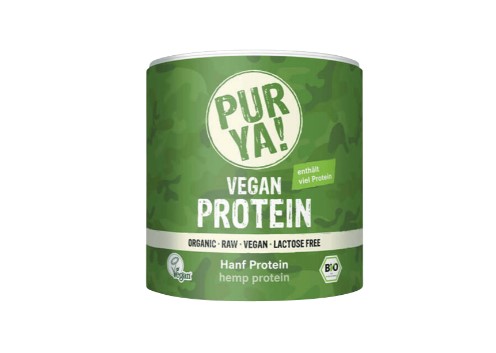 PUR
YA!
enthält
viel Protein
VEGAN
PROTEIN
ORGANIC · RAW · VEGAN · LACTOSE FREE
Hanf Protein
hemp protein
vegan
BIO